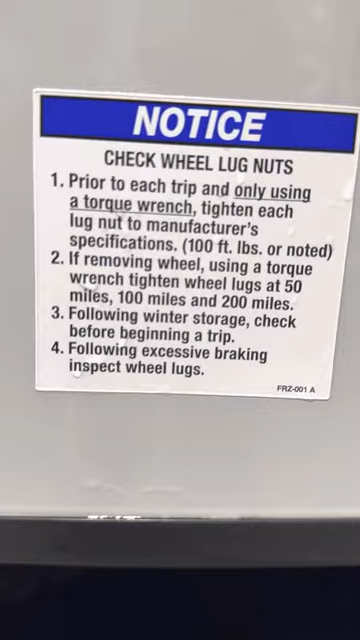 NOTICE
CHECK WHEEL LUG NUTS
1. Prior to each trip and only using
a torque wrench, tighten each
lug nut to manufacturer's
specifications. (100 ft. lbs. or noted)
2. If removing wheel, using a torque
wrench tighten wheel lugs at 50
miles, 100 miles and 200 miles.
3. Following winter storage, check
before beginning a trip.
4. Following excessive braking
inspect wheel lugs.
FRZ-001 A